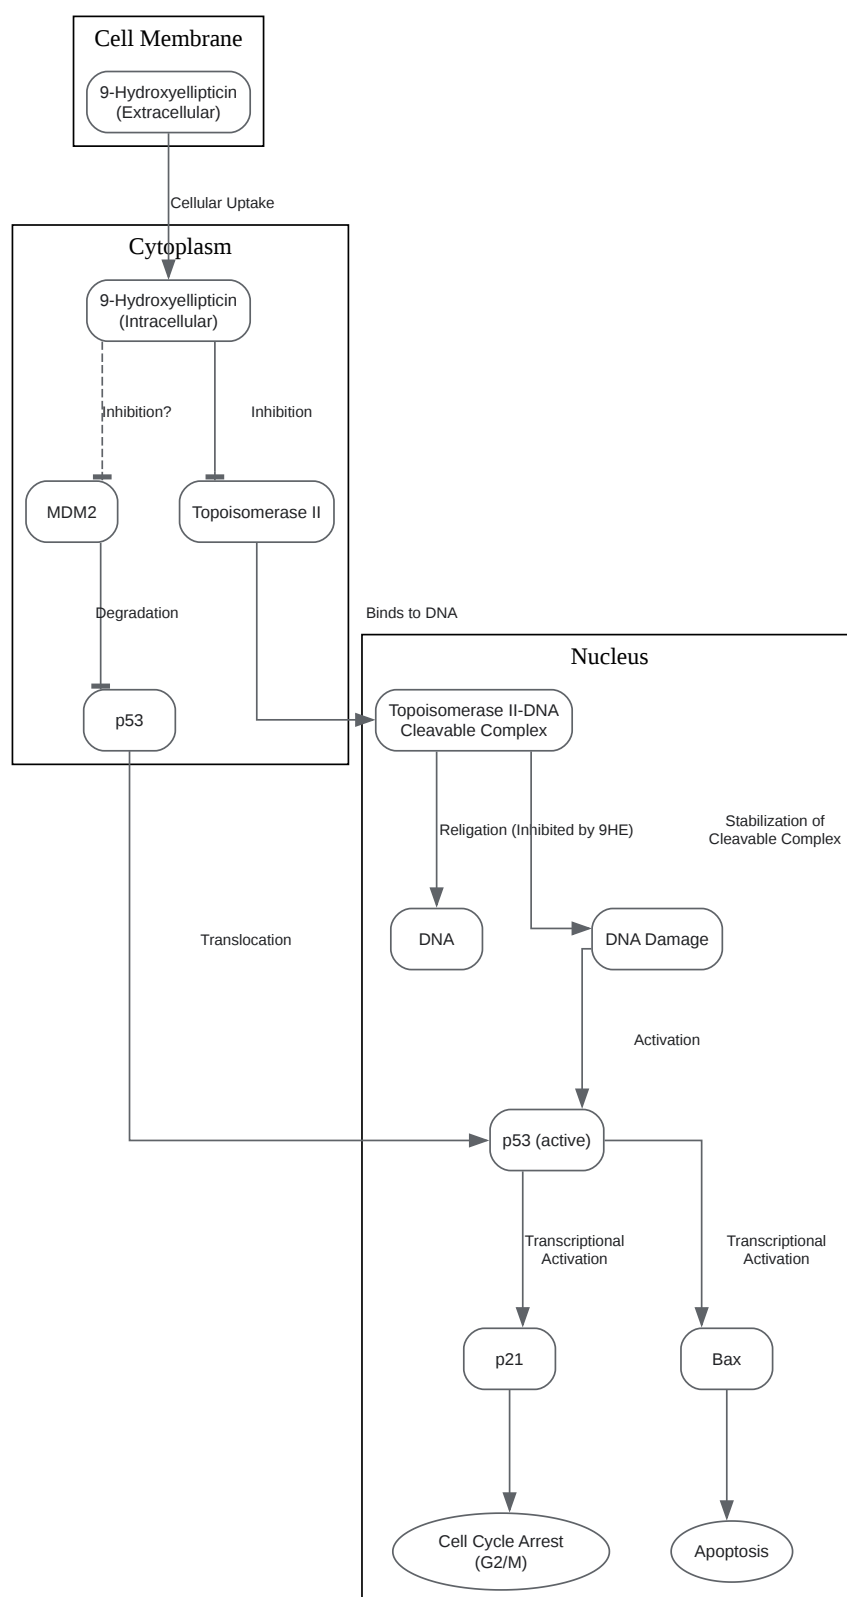 Cell Membrane
9-Hydroxyellipticin
(Extracellular)
Cellular Uptake
Cytoplasm
9-Hydroxyellipticin
(Intracellular)
Inhibition?
Inhibition
MDM2
Topoisomerase II
Degradation
Binds to DNA
Nucleus
p53
Topoisomerase II-DNA
Cleavable Complex
Religation (Inhibited by 9HE)
Stabilization of
Cleavable Complex
Translocation
DNA
DNA Damage
Activation
p53 (active)
Transcriptional
Activation
Transcriptional
Activation
p21
Bax
Cell Cycle Arrest
(G2/M)
Apoptosis